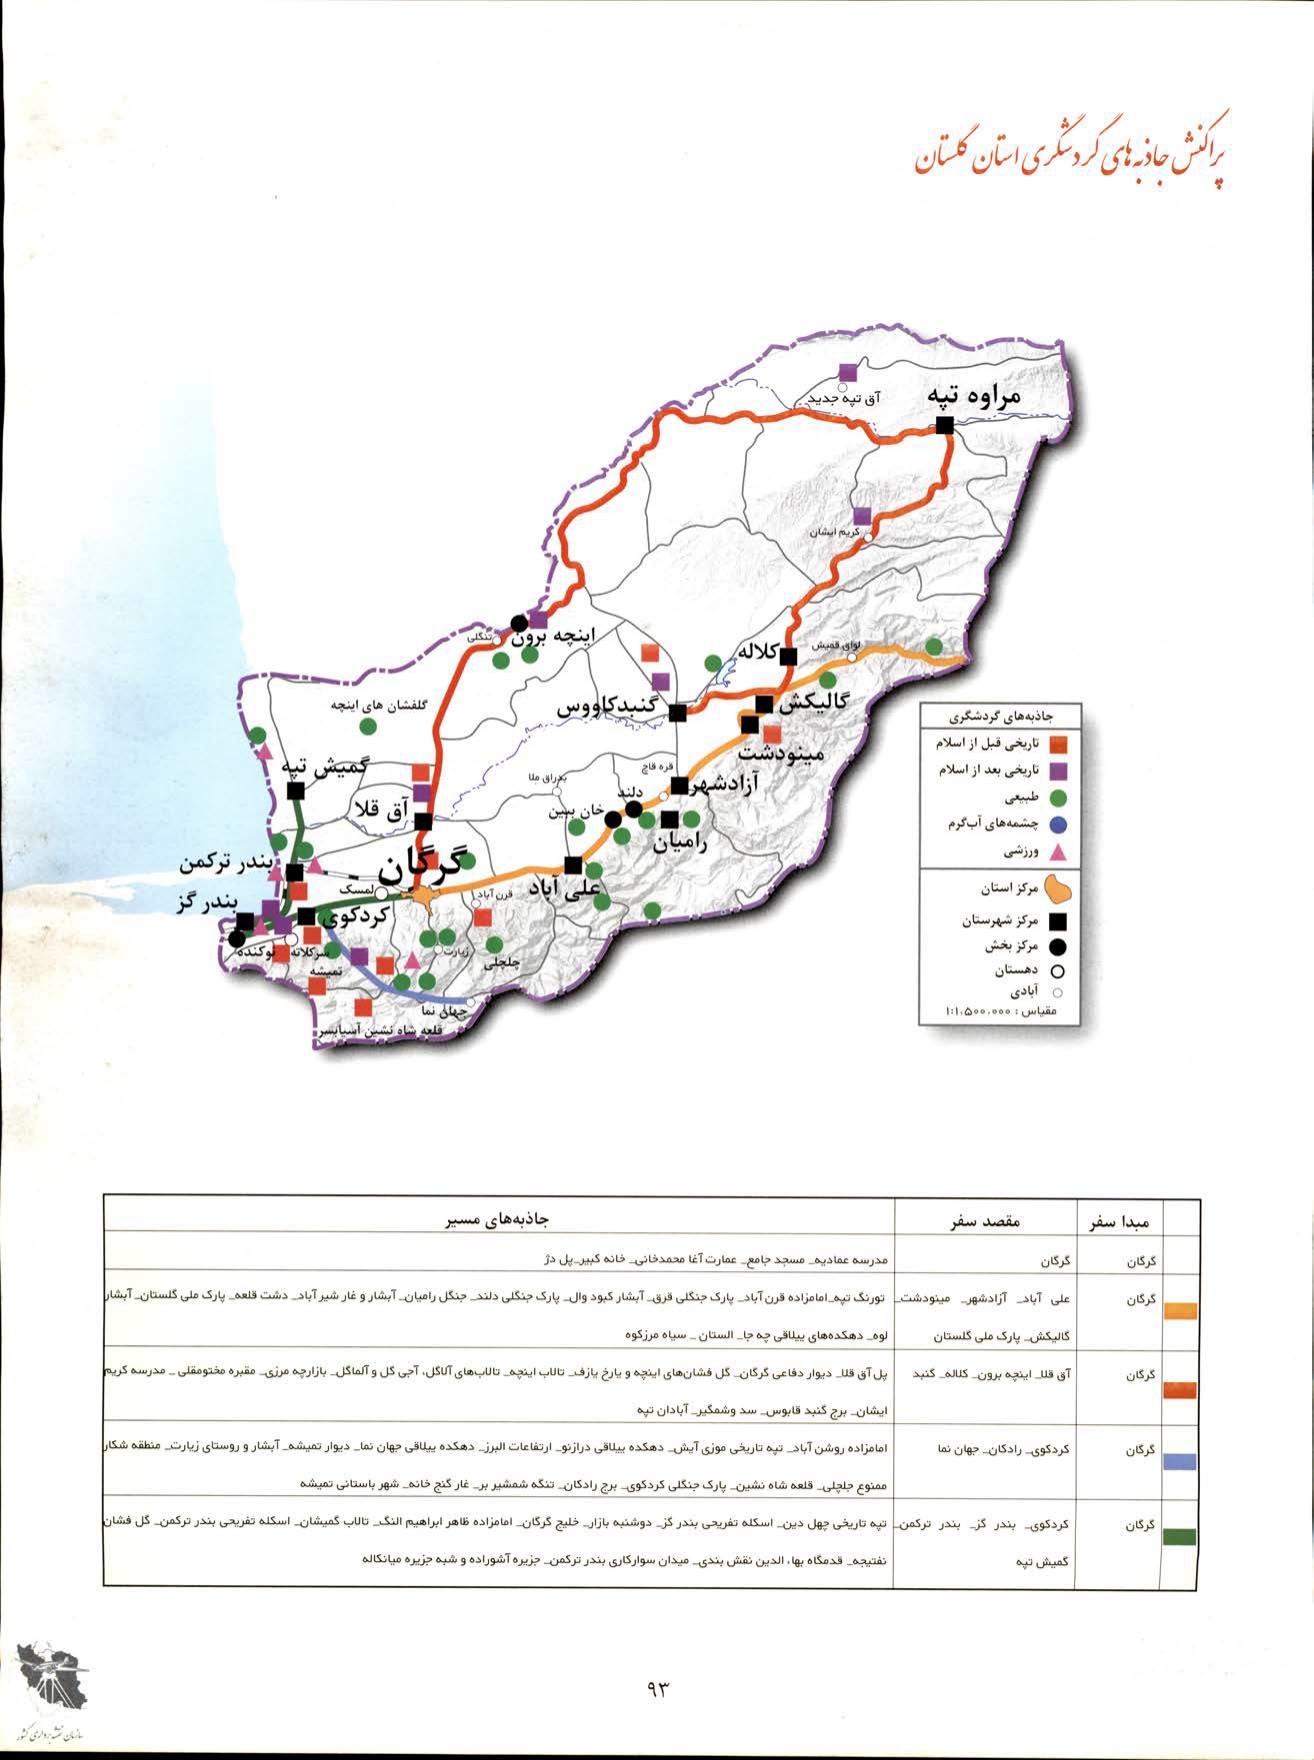 پراکنش جاذبه‌های گردشگری استان گلستان
آق تپه جدید
مراوه تپه
کریم ایشان
تنگلی
اینچه برون
کلاله
لواق قمیش
گلفشان های اینچه
گنبدکاووس
گالیکش
مینودشت
گمیش تپه
قره قاچ
بدراق ملا
آزادشهر
دلند
خان ببین
آق قلا
رامیان
بندر ترکمن
گرگان
لمسک
علی آباد
قرن آباد
بندر گز
کردکوی
نوکنده
سرکلاته
زیارت
تمیشه
چلچلی
جهان نما
قلعه شاه نشین آسیابسر
جاذبه‌های گردشگری
تاریخی قبل از اسلام
تاریخی بعد از اسلام
طبیعی
چشمه‌های آب‌گرم
ورزشی
مرکز استان
مرکز شهرستان
مرکز بخش
دهستان
آبادی
مقیاس : ۱:۱،۵۰۰،۰۰۰
مبدا سفر مقصد سفر جاذبه‌های مسیر
گرگان گرگان مدرسه عمادیه_ مسجد جامع_ عمارت آغا محمدخانی_ خانه کبیر_پل دژ
گرگان علی آباد_ آزادشهر_ مینودشت_ تورنگ تپه_امامزاده قرن آباد_ پارک جنگلی قرق_ آبشار کبود وال_ پارک جنگلی دلند_ جنگل رامیان_ آبشار و غار شیر آباد_ دشت قلعه_ پارک ملی گلستان_ آبشار
گالیکش_ پارک ملی گلستان لوه_ دهکده‌های ییلاقی چه جا_ الستان _ سیاه مرزکوه
گرگان آق قلا_ اینچه برون_ کلاله_ گنبد پل آق قلا_ دیوار دفاعی گرگان_ گل فشان‌های اینچه و یارخ یازف_ تالاب اینچه_ تالاب‌های آلاگل، آجی گل و آلماگل_ بازارچه مرزی_ مقبره مختومقلی _ مدرسه کریم
ایشان_ برج گنبد قابوس_ سد وشمگیر_ آبادان تپه
گرگان کردکوی_ رادکان_ جهان نما امامزاده روشن آباد_ تپه تاریخی موزی آیش_ دهکده ییلاقی درازنو_ ارتفاعات البرز_ دهکده ییلاقی جهان نما_ دیوار تمیشه_ آبشار و روستای زیارت_ منطقه شکار
ممنوع جلچلی_ قلعه شاه نشین_ پارک جنگلی کردکوی_ برج رادکان_ تنگه شمشیر بر_ غار گنج خانه_ شهر باستانی تمیشه
گرگان کردکوی_ بندر گز_ بندر ترکمن_ تپه تاریخی چهل دین_ اسکله تفریحی بندر گز_ دوشنبه بازار_ خلیج گرگان_ امامزاده ظاهر ابراهیم النگ_ تالاب گمیشان_ اسکله تفریحی بندر ترکمن_ گل فشان
گمیش تپه نفتیجه_ قدمگاه بهاء الدین نقش بندی_ میدان سوارکاری بندر ترکمن_ جزیره آشوراده و شبه جزیره میانکاله
۹۳
سازمان نقشه برداری کشور